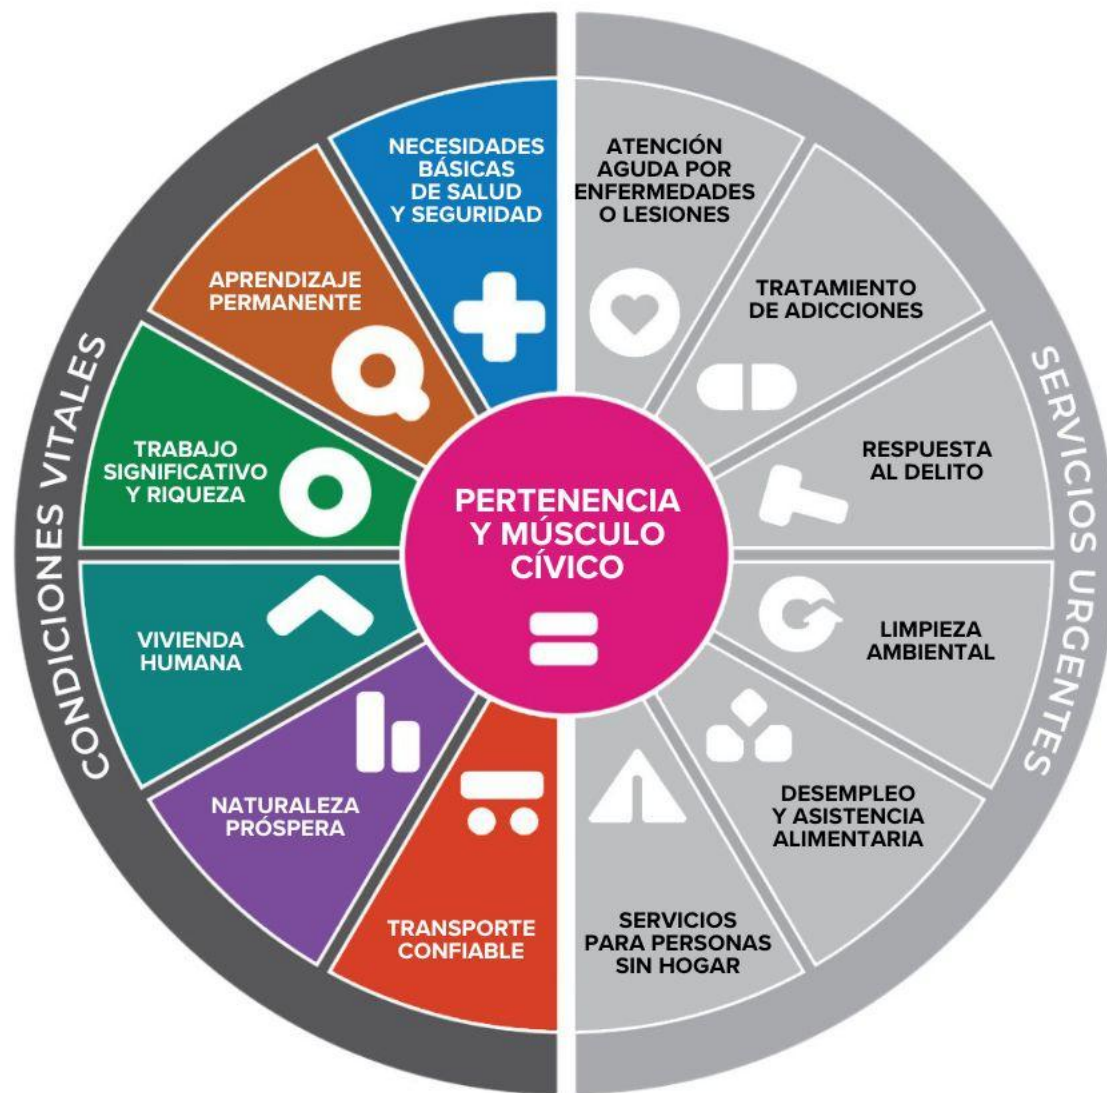 CONDICIONES VITALES
NECESIDADES
BÁSICAS
DE SALUD
Y SEGURIDAD
APRENDIZAJE
PERMANENTE
TRABAJO
SIGNIFICATIVO
Y RIQUEZA
VIVIENDA
HUMANA
NATURALEZA
PRÓSPERA
TRANSPORTE
CONFIABLE
PERTENENCIA
Y MÚSCULO
CÍVICO
SERVICIOS URGENTES
ATENCIÓN
AGUDA POR
ENFERMEDADES
O LESIONES
TRATAMIENTO
DE ADICCIONES
RESPUESTA
AL DELITO
LIMPIEZA
AMBIENTAL
DESEMPLEO
Y ASISTENCIA
ALIMENTARIA
SERVICIOS
PARA PERSONAS
SIN HOGAR